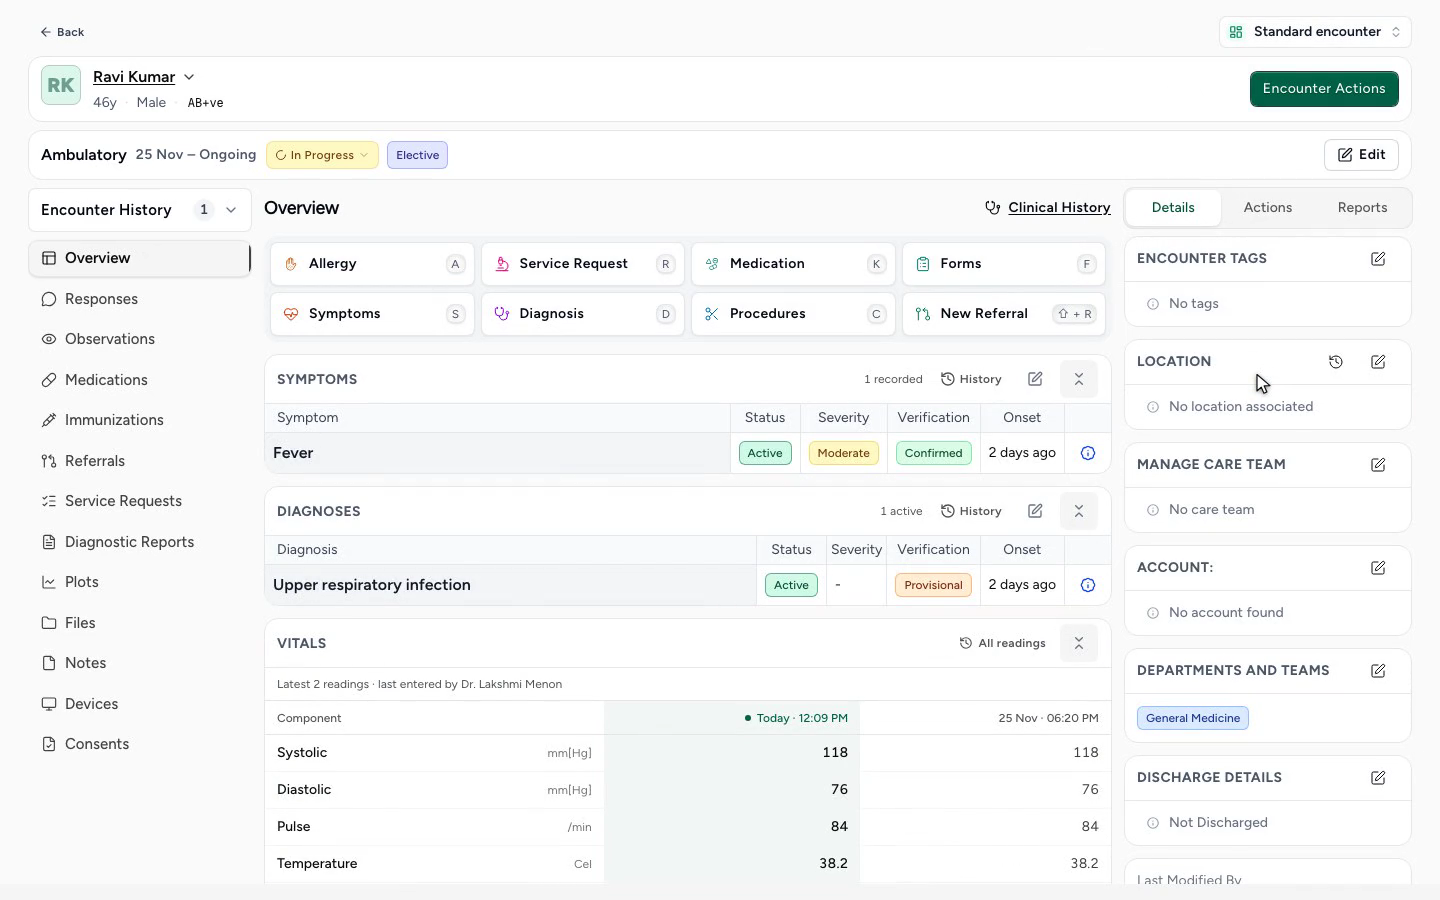 Back
Standard encounter
RK
Ravi Kumar
46y · Male · AB+ve
Encounter Actions
Ambulatory 25 Nov – Ongoing In Progress Elective
Edit
Encounter History 1
Overview
Responses
Observations
Medications
Immunizations
Referrals
Service Requests
Diagnostic Reports
Plots
Files
Notes
Devices
Consents
Overview
Clinical History
Allergy A
Service Request R
Medication K
Forms F
Symptoms S
Diagnosis D
Procedures C
New Referral ⇧ + R
SYMPTOMS
1 recorded History
Symptom Status Severity Verification Onset
Fever Active Moderate Confirmed 2 days ago
DIAGNOSES
1 active History
Diagnosis Status Severity Verification Onset
Upper respiratory infection Active - Provisional 2 days ago
VITALS
All readings
Latest 2 readings · last entered by Dr. Lakshmi Menon
Component Today · 12:09 PM 25 Nov · 06:20 PM
Systolic mm[Hg] 118 118
Diastolic mm[Hg] 76 76
Pulse /min 84 84
Temperature Cel 38.2 38.2
Details Actions Reports
ENCOUNTER TAGS
No tags
LOCATION
No location associated
MANAGE CARE TEAM
No care team
ACCOUNT:
No account found
DEPARTMENTS AND TEAMS
General Medicine
DISCHARGE DETAILS
Not Discharged
Last Modified By